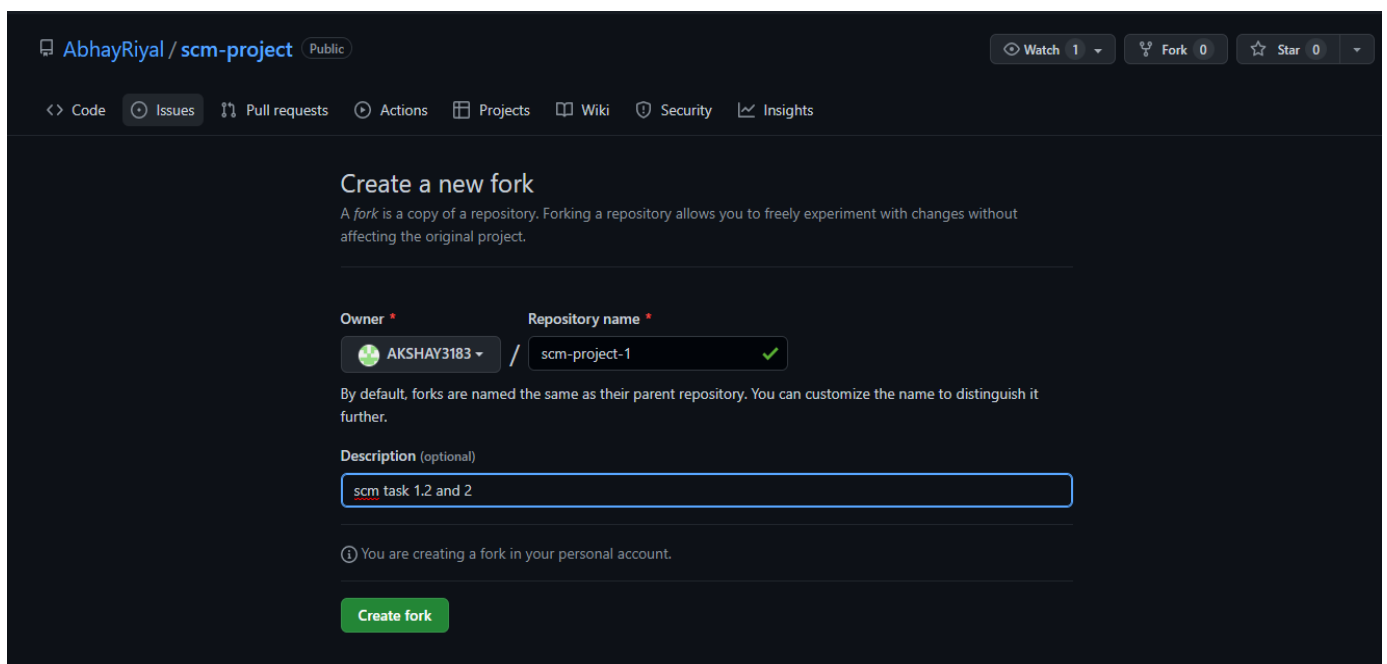 AbhayRiyal / scm-project Public
Watch 1 Fork 0 Star 0
Code Issues Pull requests Actions Projects Wiki Security Insights
Create a new fork
A fork is a copy of a repository. Forking a repository allows you to freely experiment with changes without
affecting the original project.
Owner * Repository name *
AKSHAY3183 / scm-project-1
By default, forks are named the same as their parent repository. You can customize the name to distinguish it
further.
Description (optional)
scm task 1.2 and 2
You are creating a fork in your personal account.
Create fork